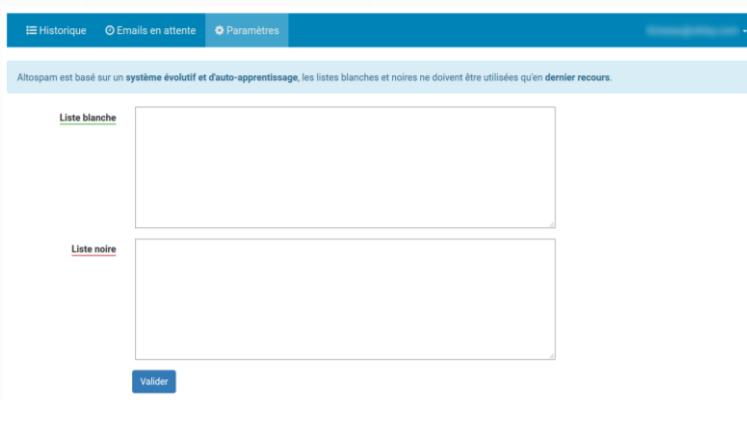 Historique
Emails en attente
Paramètres
Altospam est basé sur un système évolutif et d'auto-apprentissage, les listes blanches et noires ne doivent être utilisées qu'en dernier recours.
Liste blanche
Liste noire
Valider